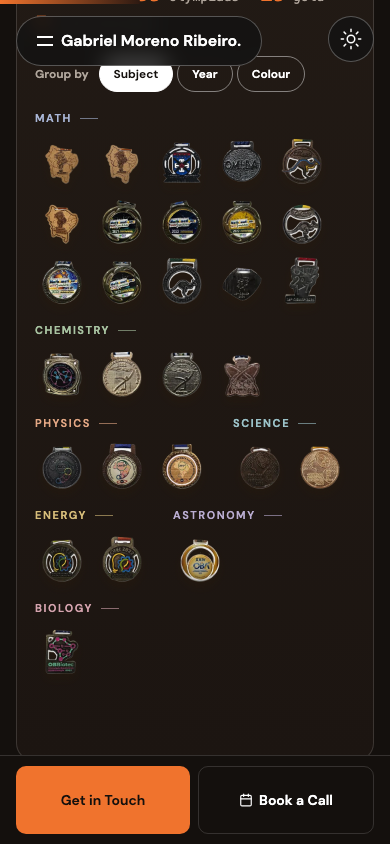 Gabriel Moreno Ribeiro.
Group by Subject Year Colour
MATH
CHEMISTRY
PHYSICS SCIENCE
ENERGY ASTRONOMY
BIOLOGY
Get in Touch Book a Call